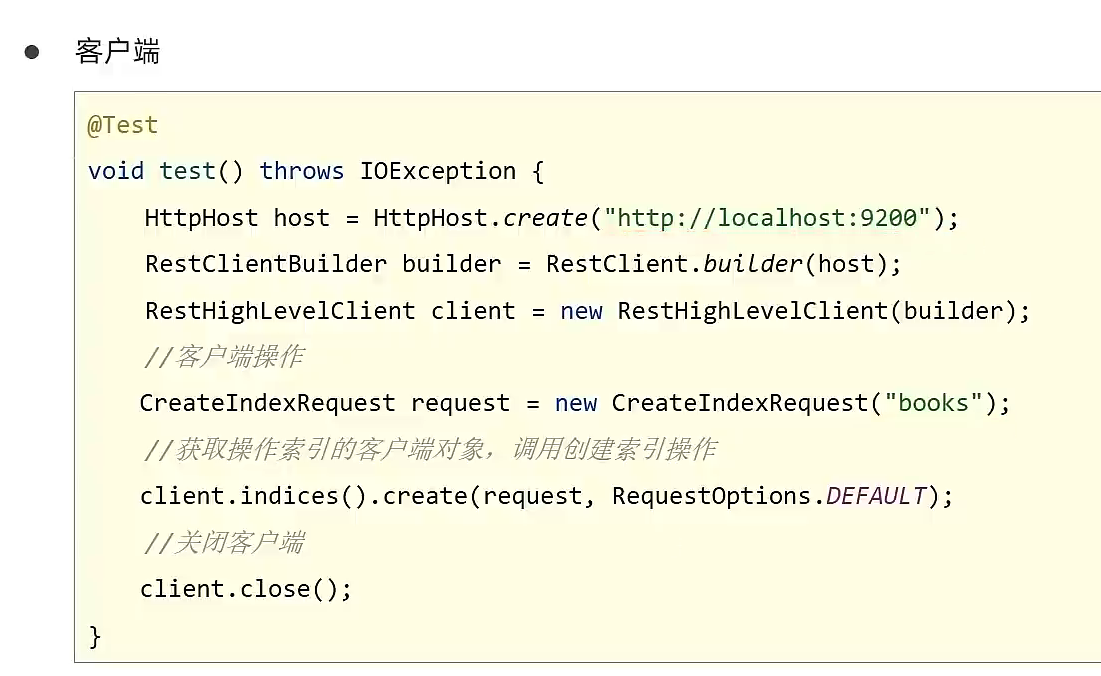 ● 客户端
@Test
void test() throws IOException {
    HttpHost host = HttpHost.create("http://localhost:9200");
    RestClientBuilder builder = RestClient.builder(host);
    RestHighLevelClient client = new RestHighLevelClient(builder);
    //客户端操作
    CreateIndexRequest request = new CreateIndexRequest("books");
    //获取操作索引的客户端对象，调用创建索引操作
    client.indices().create(request, RequestOptions.DEFAULT);
    //关闭客户端
    client.close();
}